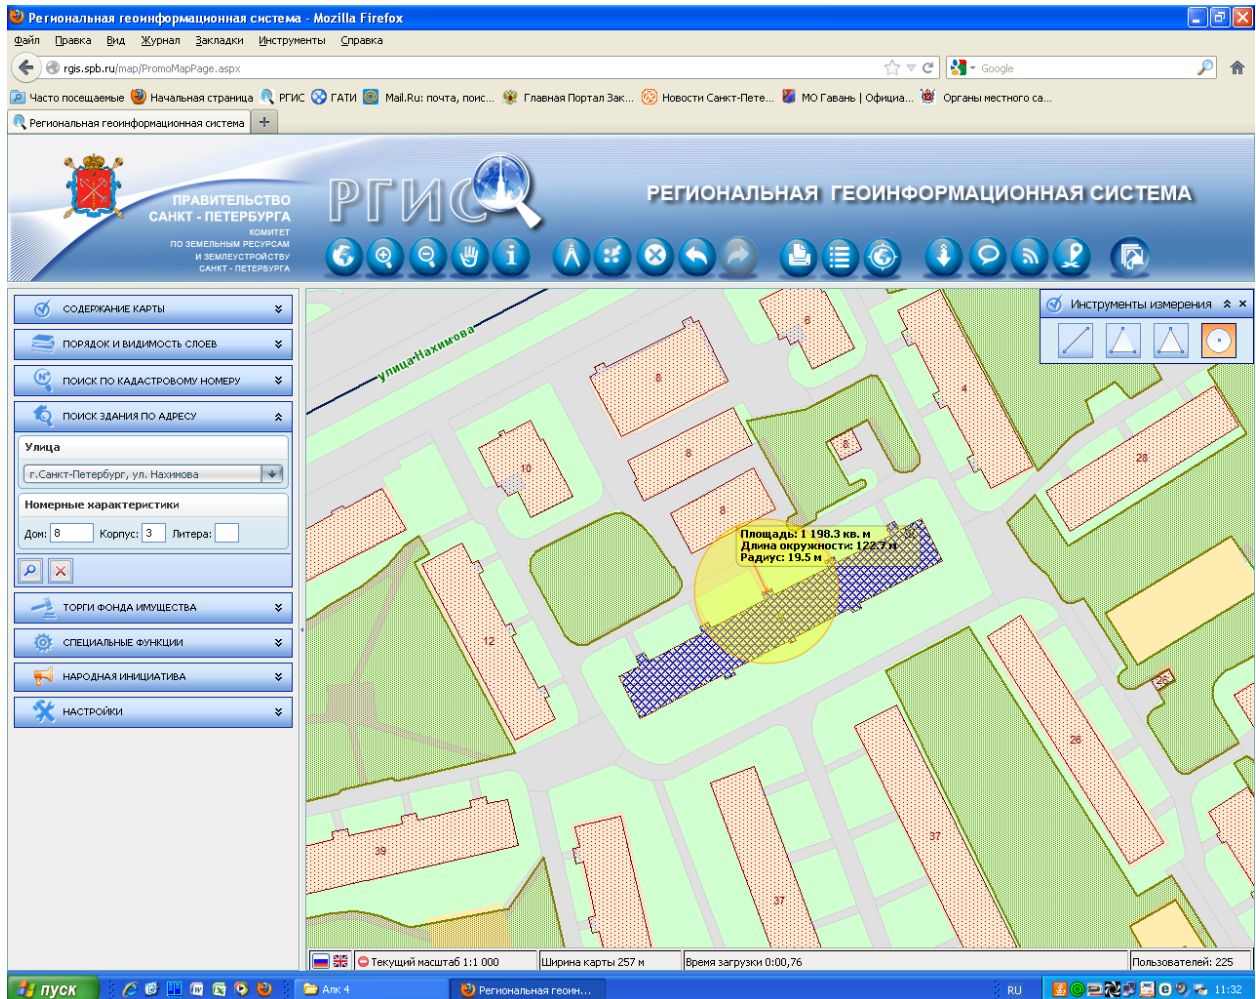 Региональная геоинформационная система - Mozilla Firefox
Файл Правка Вид Журнал Закладки Инструменты Справка
rgis.spb.ru/map/PromoMapPage.aspx
Google
Часто посещаемые Начальная страница РГИС ГАТИ Mail.Ru: почта, поис... Главная Портал Зак... Новости Санкт-Пете... МО Гавань | Официа... Органы местного са...
Региональная геоинформационная система +
ПРАВИТЕЛЬСТВО
САНКТ - ПЕТЕРБУРГА
КОМИТЕТ
ПО ЗЕМЕЛЬНЫМ РЕСУРСАМ
И ЗЕМЛЕУСТРОЙСТВУ
САНКТ - ПЕТЕРБУРГА
РГИС
РЕГИОНАЛЬНАЯ ГЕОИНФОРМАЦИОННАЯ СИСТЕМА
СОДЕРЖАНИЕ КАРТЫ
ПОРЯДОК И ВИДИМОСТЬ СЛОЕВ
ПОИСК ПО КАДАСТРОВОМУ НОМЕРУ
ПОИСК ЗДАНИЯ ПО АДРЕСУ
Улица
г.Санкт-Петербург, ул. Нахимова
Номерные характеристики
Дом: 8 Корпус: 3 Литера:
ТОРГИ ФОНДА ИМУЩЕСТВА
СПЕЦИАЛЬНЫЕ ФУНКЦИИ
НАРОДНАЯ ИНИЦИАТИВА
НАСТРОЙКИ
Инструменты измерения
улица Нахимова
6
8
4
10
8
8
28
8
Площадь: 1 198.3 кв. м
Длина окружности: 122.7 м
Радиус: 19.5 м
12
26
26
37
39
37
Текущий масштаб 1:1 000
Ширина карты 257 м
Время загрузки 0:00,76
Пользователей: 225
пуск
Алк 4
Региональная геоин...
RU
11:32